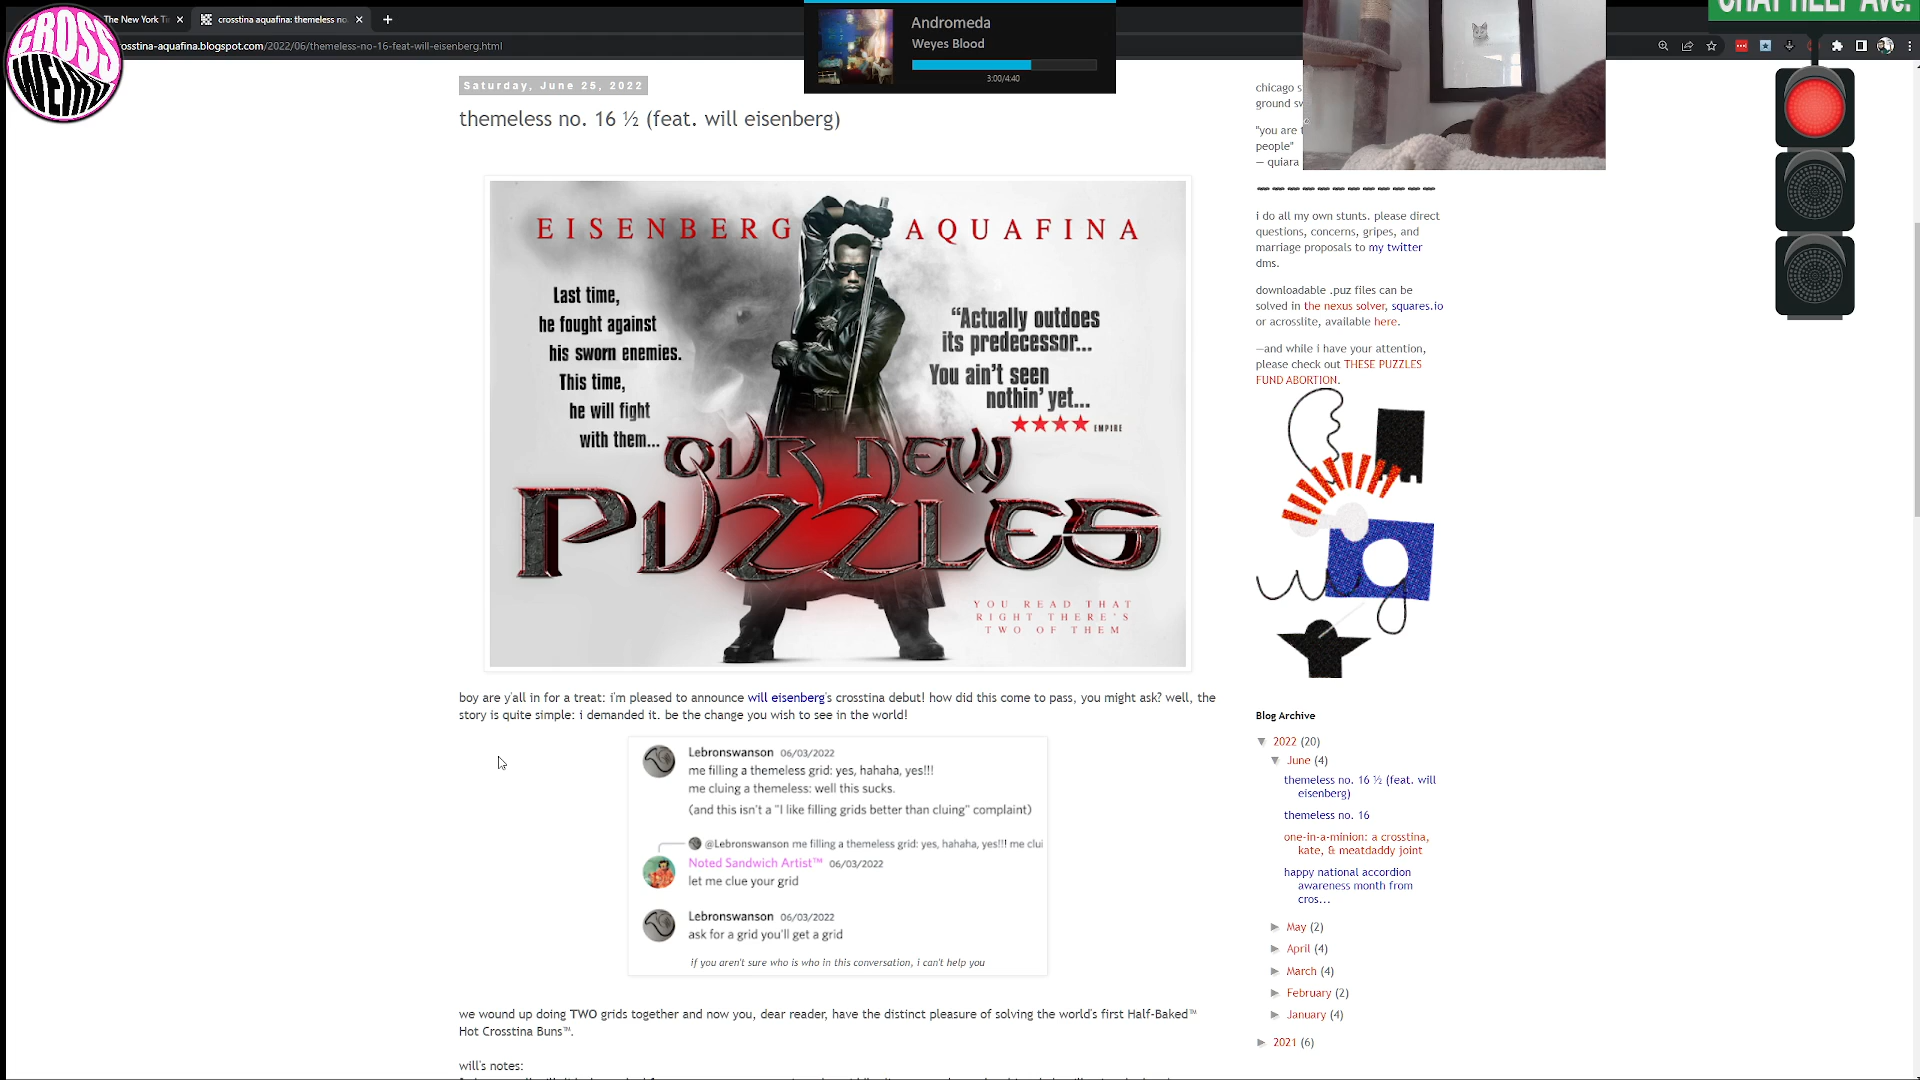 CROSS
WEIRD
The New York Ti
crosstina aquafina: themeless no.
osstina-aquafina.blogspot.com/2022/06/themeless-no-16-feat-will-eisenberg.html
Andromeda
Weyes Blood
3:00/4:40
CHAT HELP Ave.
Saturday, June 25, 2022
themeless no. 16 ½ (feat. will eisenberg)
EISENBERG AQUAFINA
Last time,
he fought against
his sworn enemies.
This time,
he will fight
with them...
“Actually outdoes
its predecessor...
You ain't seen
nothin' yet...
★★★★ EMPIRE
OUR NEW
PUZZLES
YOU READ THAT
RIGHT THERE'S
TWO OF THEM
boy are y'all in for a treat: i'm pleased to announce will eisenberg's crosstina debut! how did this come to pass, you might ask? well, the
story is quite simple: i demanded it. be the change you wish to see in the world!
Lebronswanson 06/03/2022
me filling a themeless grid: yes, hahaha, yes!!!
me cluing a themeless: well this sucks.
(and this isn't a "I like filling grids better than cluing" complaint)
@Lebronswanson me filling a themeless grid: yes, hahaha, yes!!! me clui
Noted Sandwich Artist™ 06/03/2022
let me clue your grid
Lebronswanson 06/03/2022
ask for a grid you'll get a grid
if you aren't sure who is who in this conversation, i can't help you
we wound up doing TWO grids together and now you, dear reader, have the distinct pleasure of solving the world's first Half-Baked™
Hot Crosstina Buns™.
will's notes:
chicago s
ground sw
"you are t
people"
— quiara
i do all my own stunts. please direct
questions, concerns, gripes, and
marriage proposals to my twitter
dms.
downloadable .puz files can be
solved in the nexus solver, squares.io
or acrosslite, available here.
—and while i have your attention,
please check out THESE PUZZLES
FUND ABORTION.
Blog Archive
▼ 2022 (20)
▼ June (4)
themeless no. 16 ½ (feat. will
eisenberg)
themeless no. 16
one-in-a-minion: a crosstina,
kate, & meatdaddy joint
happy national accordion
awareness month from
cros...
► May (2)
► April (4)
► March (4)
► February (2)
► January (4)
► 2021 (6)